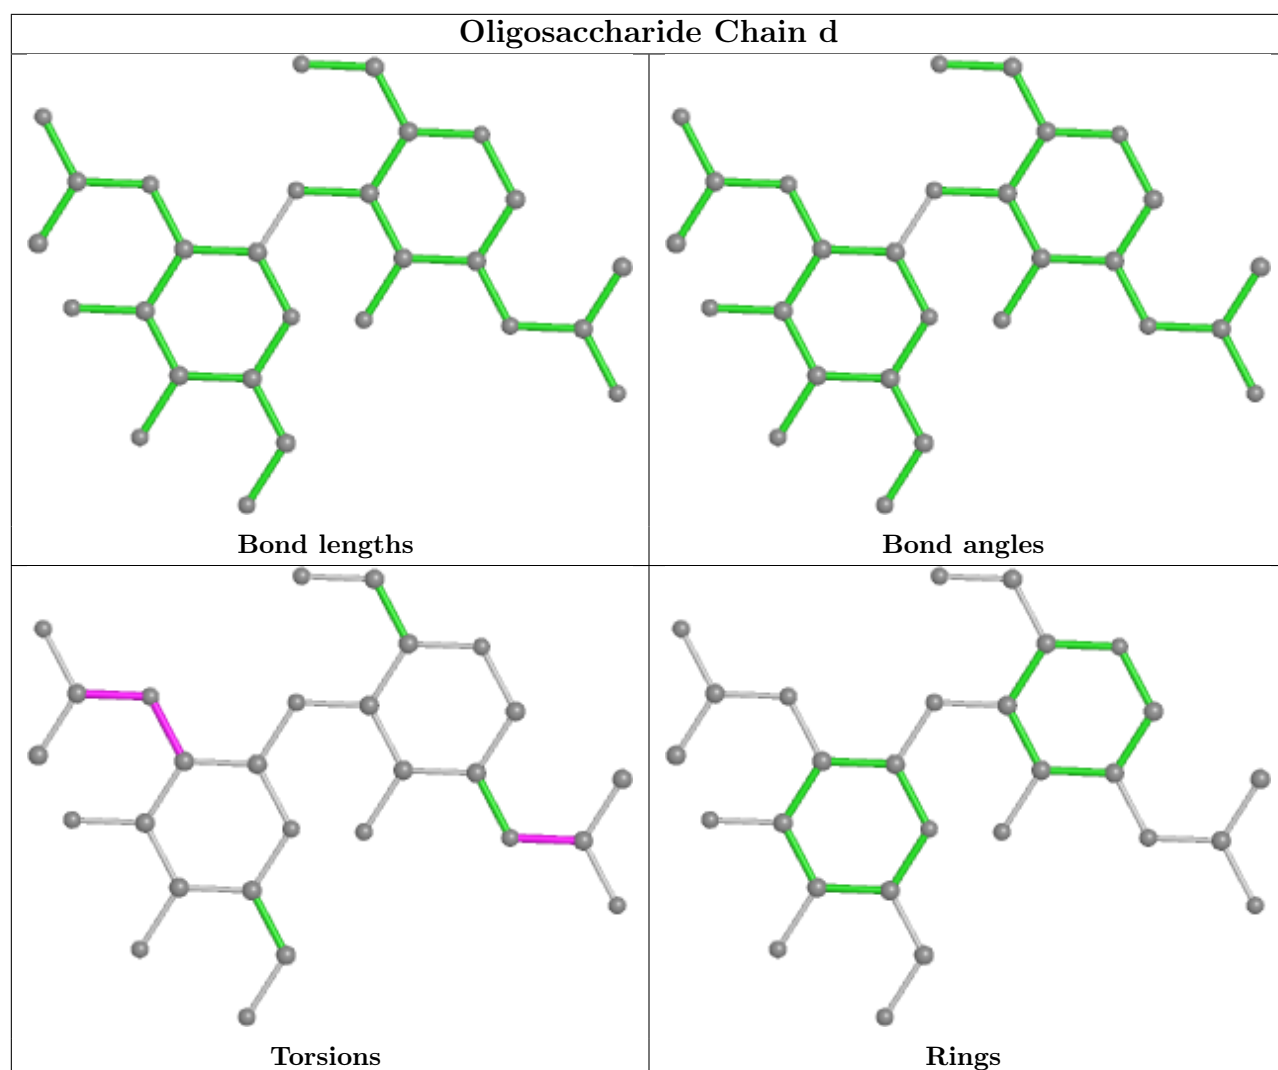 Oligosaccharide Chain d
Bond lengths
Bond angles
Torsions
Rings